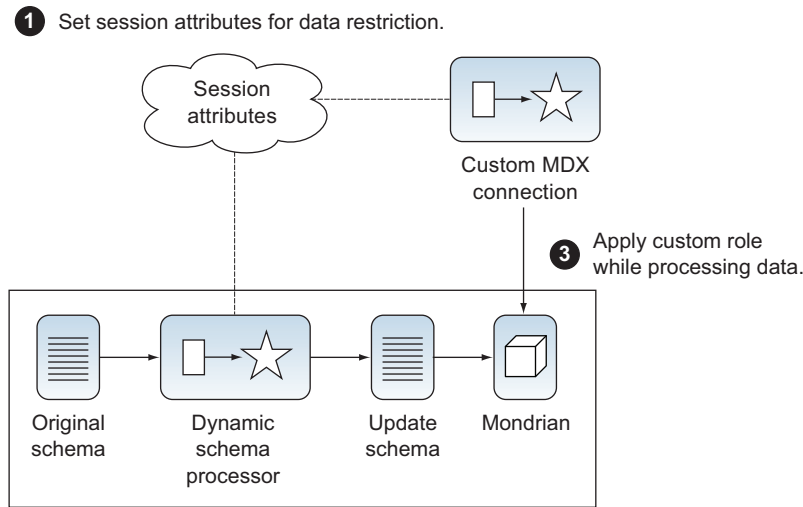 1 Set session attributes for data restriction.
Session
attributes
Custom MDX
connection
3 Apply custom role
while processing data.
Original
schema
Dynamic
schema
processor
Update
schema
Mondrian